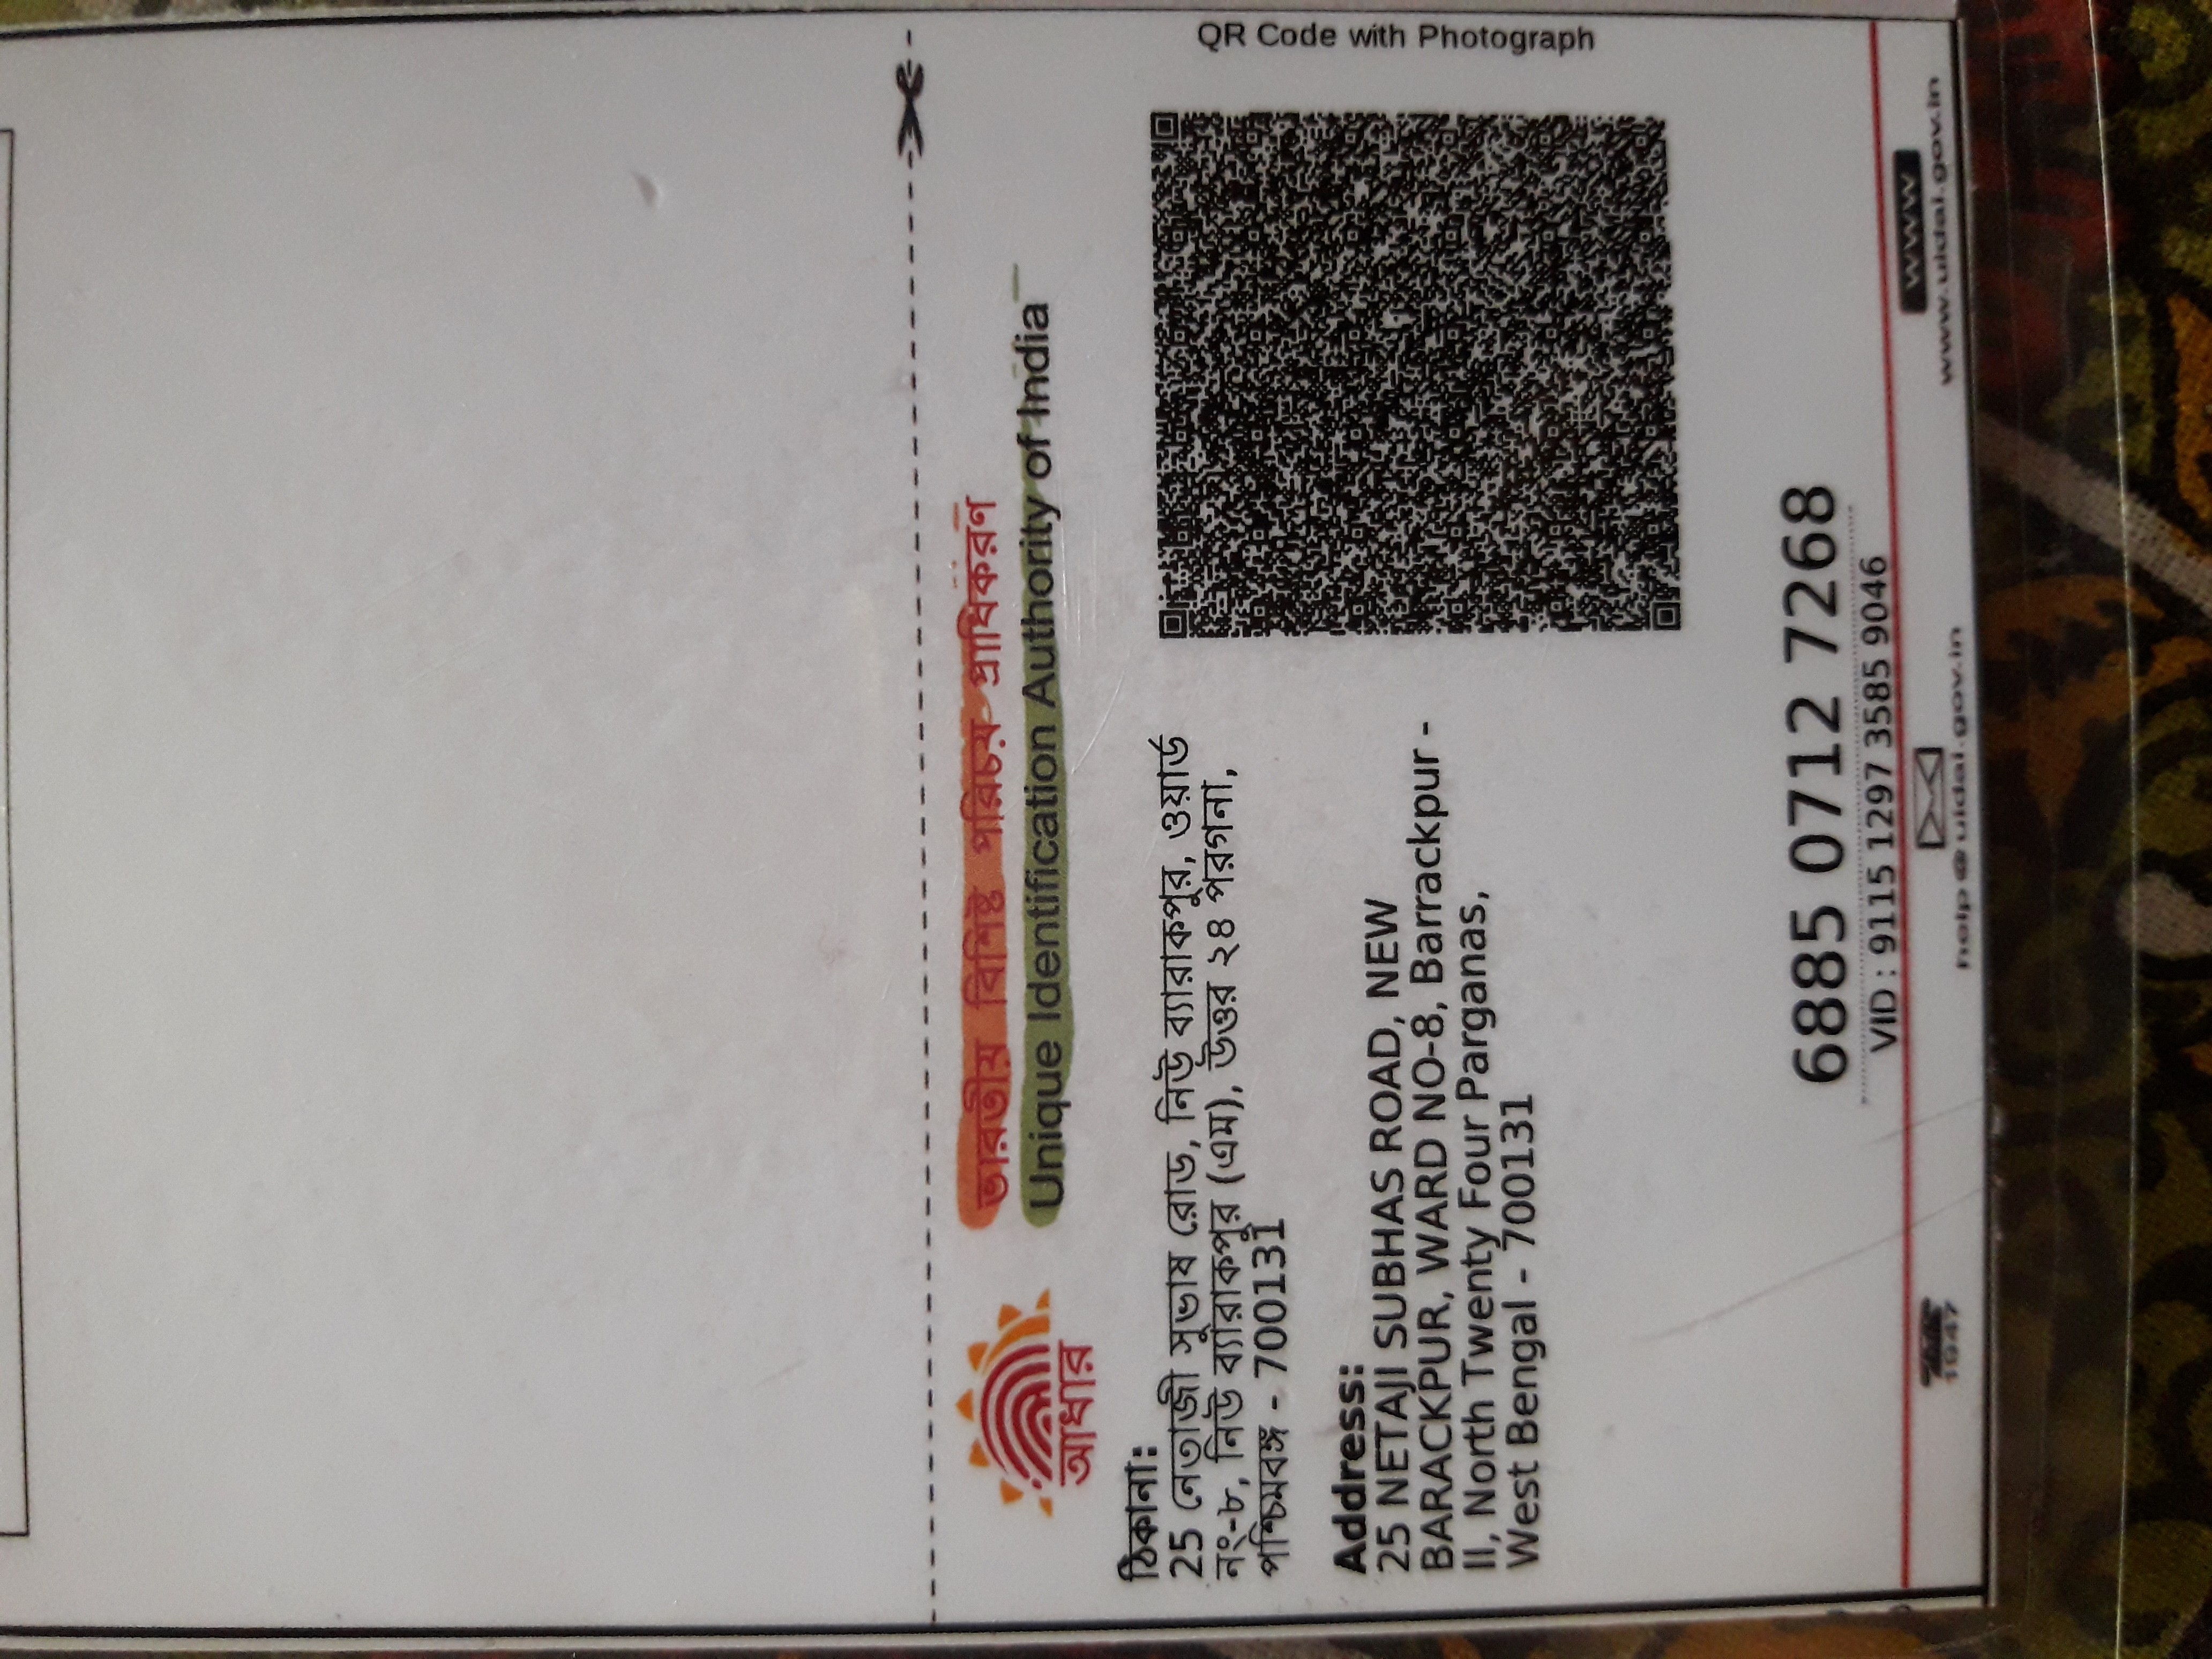 ভারতীয় বিশিষ্ট পরিচয় প্রাধিকরণ
Unique Identification Authority of India
আধার
ঠিকানা:
25 নেতাজী সুভাষ রোড, নিউ ব্যারাকপুর, ওয়ার্ড
নং-৮, নিউ ব্যারাকপুর (এম), উত্তর ২৪ পরগনা,
পশ্চিমবঙ্গ - 700131
Address:
25 NETAJI SUBHAS ROAD, NEW
BARACKPUR, WARD NO-8, Barrackpur -
II, North Twenty Four Parganas,
West Bengal - 700131
QR Code with Photograph
6885 0712 7268
VID : 9115 1297 3585 9046
1947
help@uidai.gov.in
www
www.uidai.gov.in